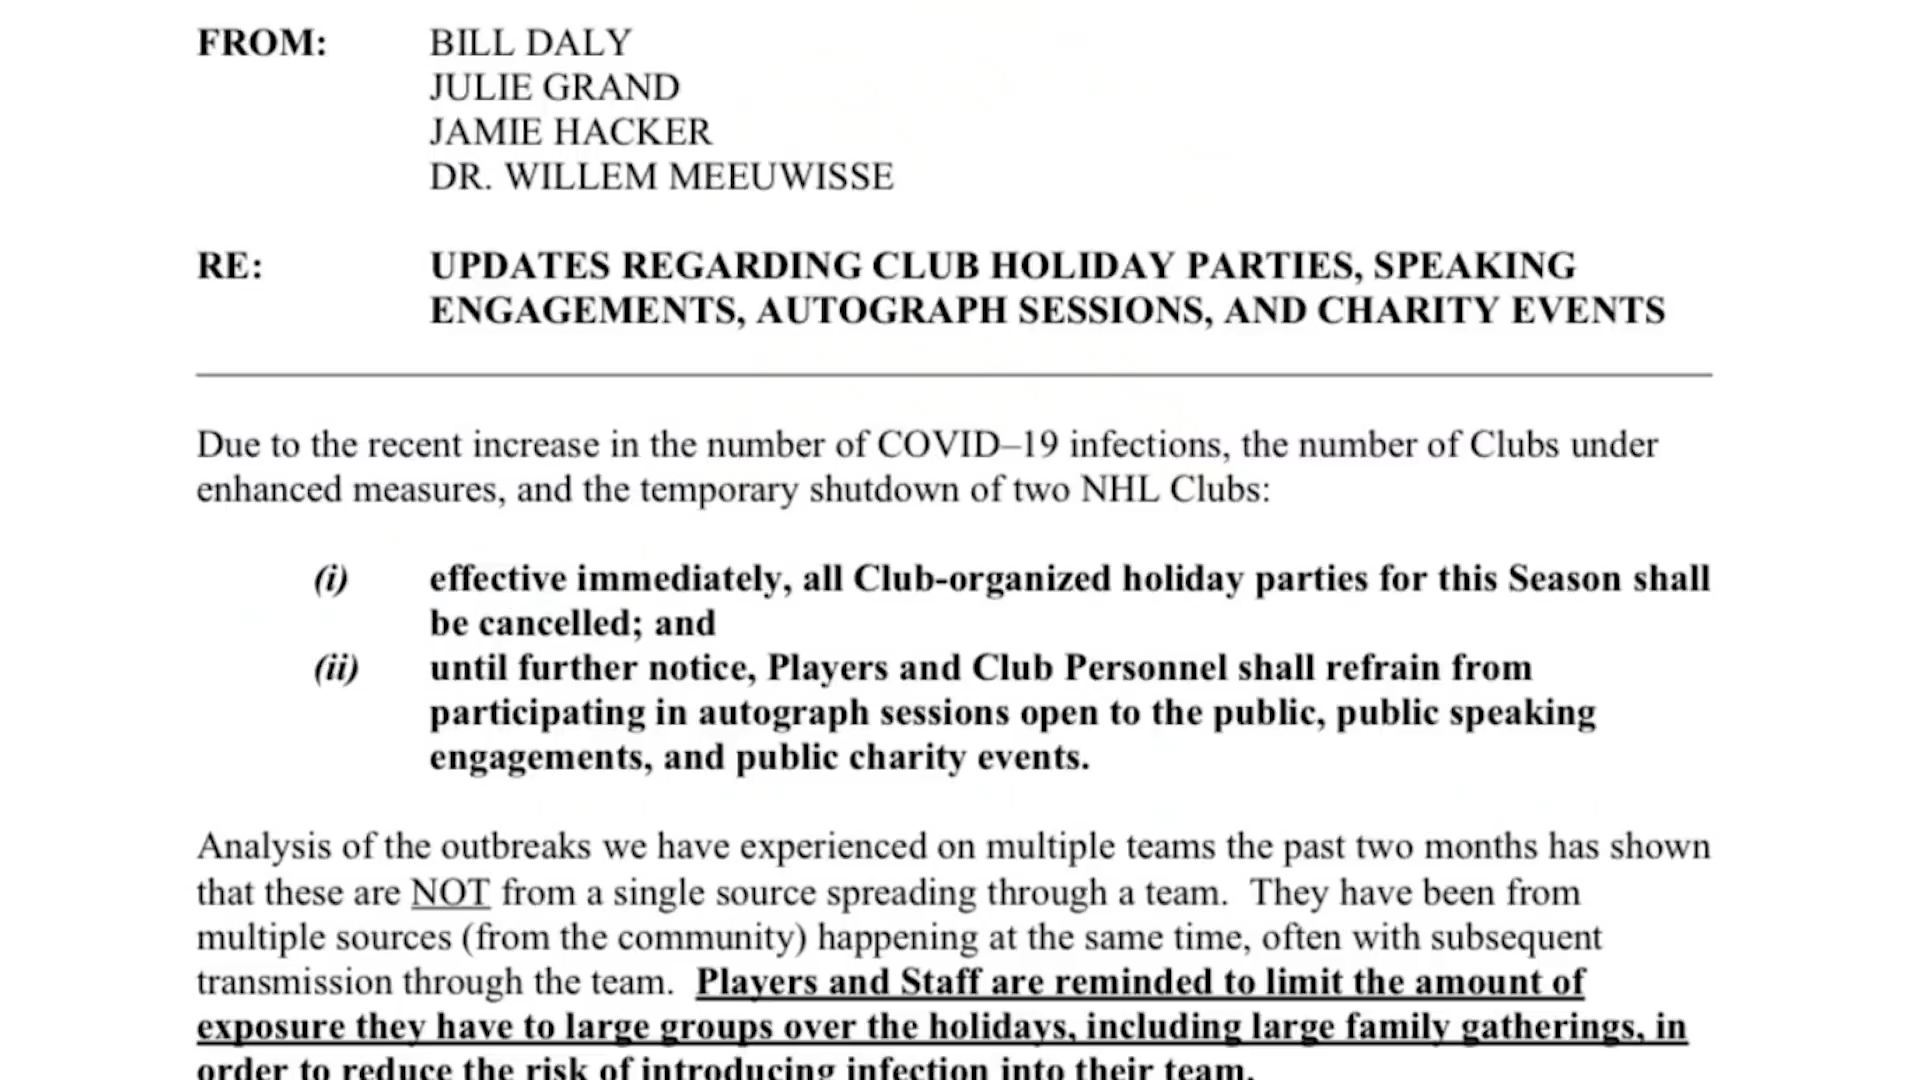 FROM: BILL DALY
JULIE GRAND
JAMIE HACKER
DR. WILLEM MEEUWISSE
RE: UPDATES REGARDING CLUB HOLIDAY PARTIES, SPEAKING
ENGAGEMENTS, AUTOGRAPH SESSIONS, AND CHARITY EVENTS
Due to the recent increase in the number of COVID–19 infections, the number of Clubs under
enhanced measures, and the temporary shutdown of two NHL Clubs:
(i) effective immediately, all Club-organized holiday parties for this Season shall
be cancelled; and
(ii) until further notice, Players and Club Personnel shall refrain from
participating in autograph sessions open to the public, public speaking
engagements, and public charity events.
Analysis of the outbreaks we have experienced on multiple teams the past two months has shown
that these are NOT from a single source spreading through a team. They have been from
multiple sources (from the community) happening at the same time, often with subsequent
transmission through the team. Players and Staff are reminded to limit the amount of
exposure they have to large groups over the holidays, including large family gatherings, in
order to reduce the risk of introducing infection into their team.